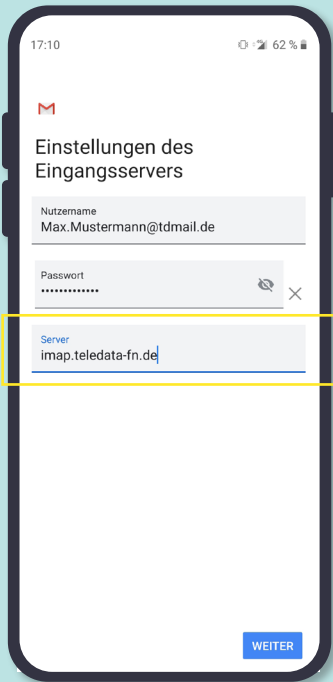 17:10
62 %
Einstellungen des
Eingangsservers
Nutzername
Max.Mustermann@tdmail.de
Passwort
•••••••••••••
Server
imap.teledata-fn.de
WEITER